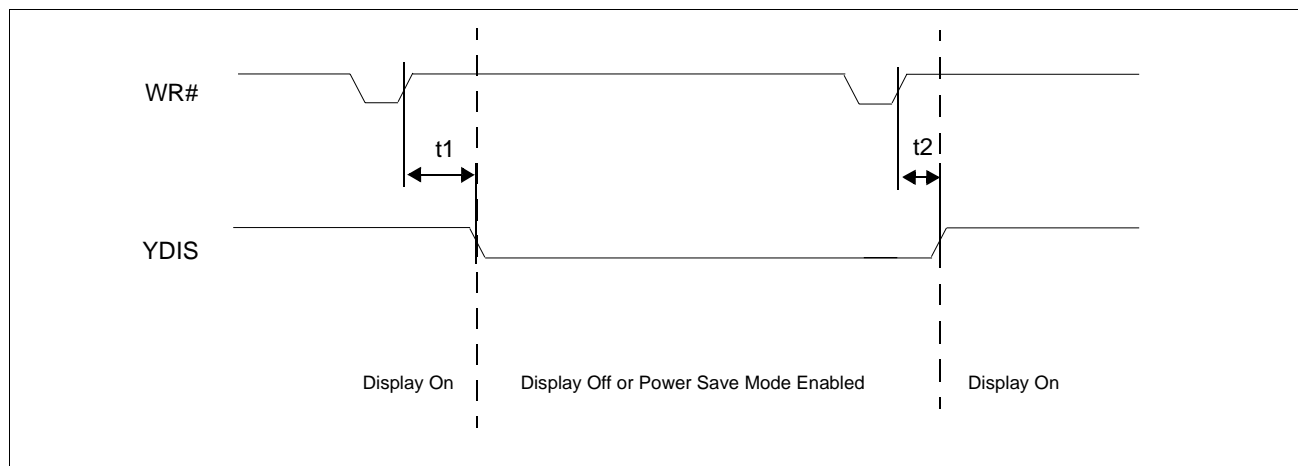 WR#
t1
t2
YDIS
Display On
Display Off or Power Save Mode Enabled
Display On